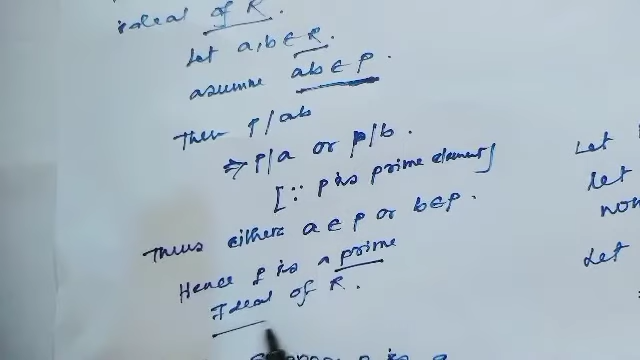 ideal of R.
Let a,b ∈ R.
assume ab ∈ P.
Then P/ab
⇒ P/a or P/b.
[∵ p is prime element]
Thus either a ∈ P or b ∈ P.
Hence P is a prime
Ideal of R.
Let
let
non
Let